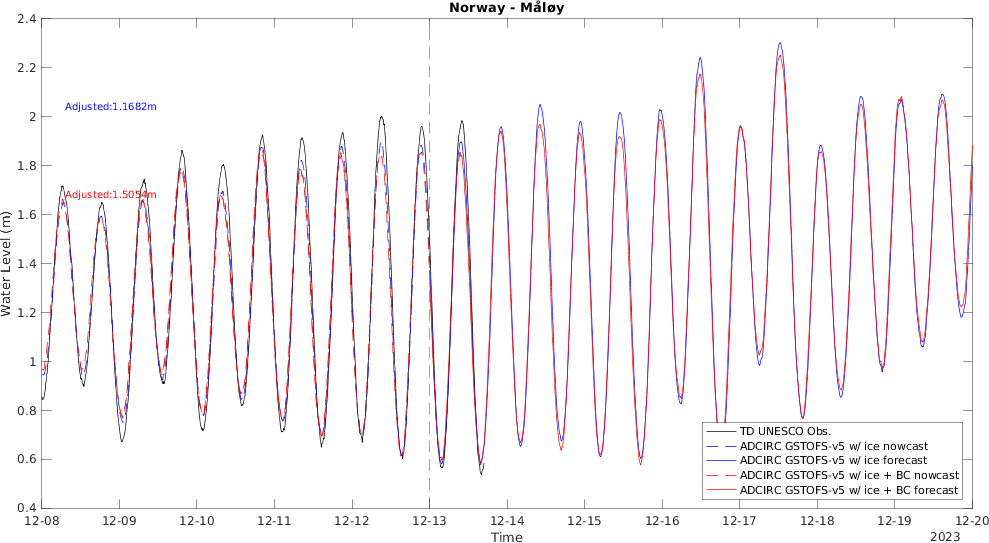 Norway - Måløy
2.4
2.2
2
1.8
1.6
1.4
1.2
1
0.8
0.6
0.4
Water Level (m)
Adjusted:1.1682m
Adjusted:1.5054m
TD UNESCO Obs.
ADCIRC GSTOFS-v5 w/ ice nowcast
ADCIRC GSTOFS-v5 w/ ice forecast
ADCIRC GSTOFS-v5 w/ ice + BC nowcast
ADCIRC GSTOFS-v5 w/ ice + BC forecast
12-08 12-09 12-10 12-11 12-12 12-13 12-14 12-15 12-16 12-17 12-18 12-19 12-20
Time
2023